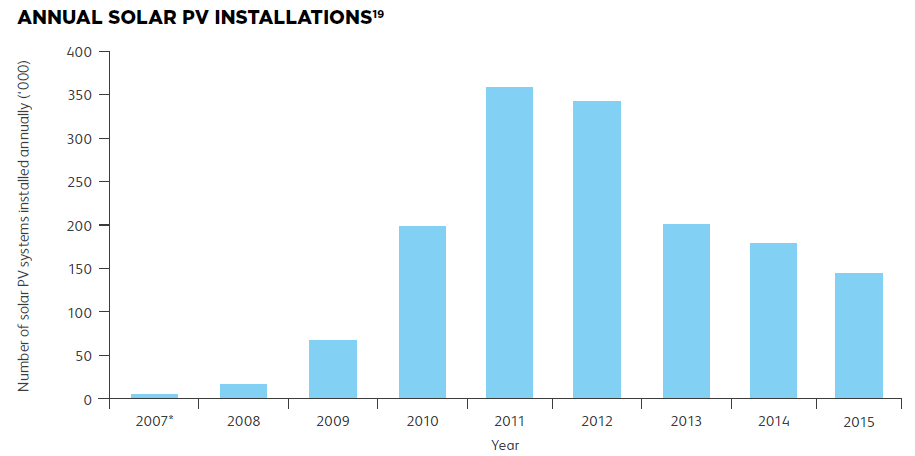 ANNUAL SOLAR PV INSTALLATIONS¹⁹
Number of solar PV systems installed annually ('000)
400
350
300
250
200
150
100
50
0
2007* 2008 2009 2010 2011 2012 2013 2014 2015
Year